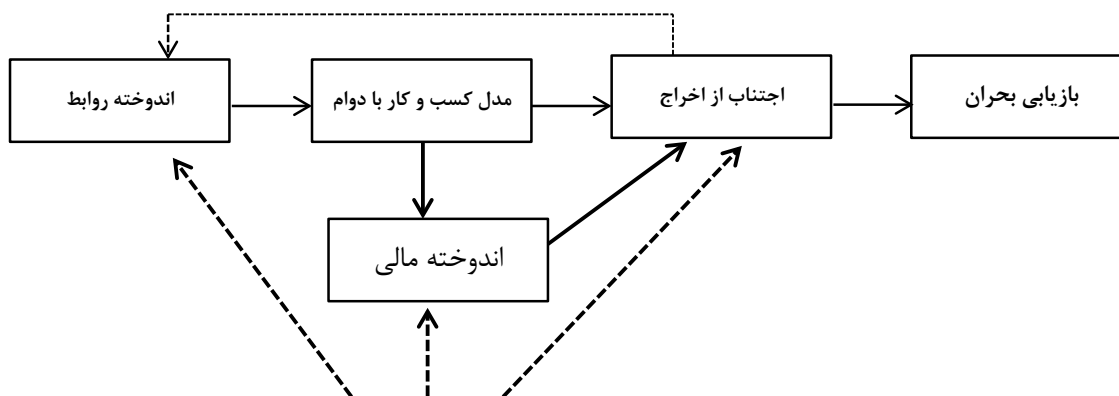 اندوخته روابط
مدل کسب و کار با دوام
اجتناب از اخراج
بازیابی بحران
اندوخته مالی